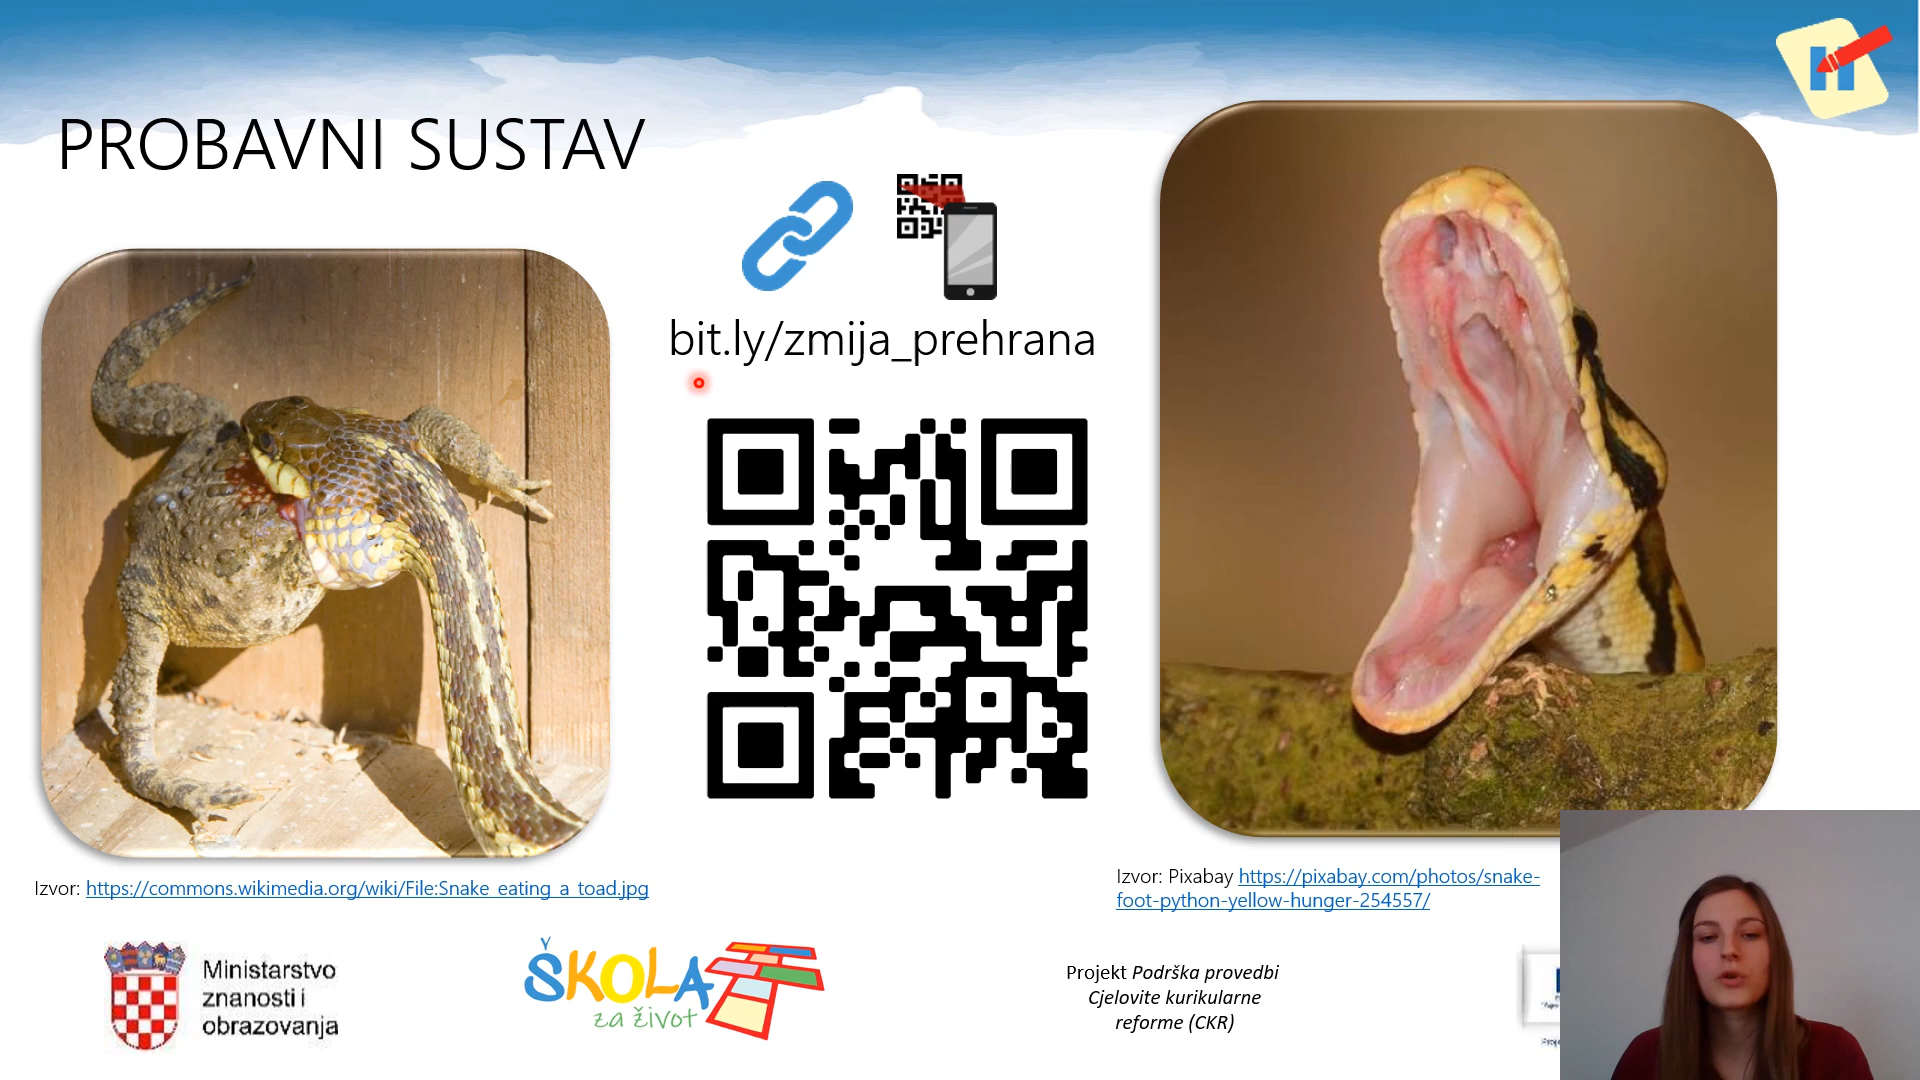 PROBAVNI SUSTAV
bit.ly/zmija_prehrana
Izvor: https://commons.wikimedia.org/wiki/File:Snake_eating_a_toad.jpg
Izvor: Pixabay https://pixabay.com/photos/snake-
foot-python-yellow-hunger-254557/
Ministarstvo
znanosti i
obrazovanja
ŠKOLA
za život
Projekt Podrška provedbi
Cjelovite kurikularne
reforme (CKR)